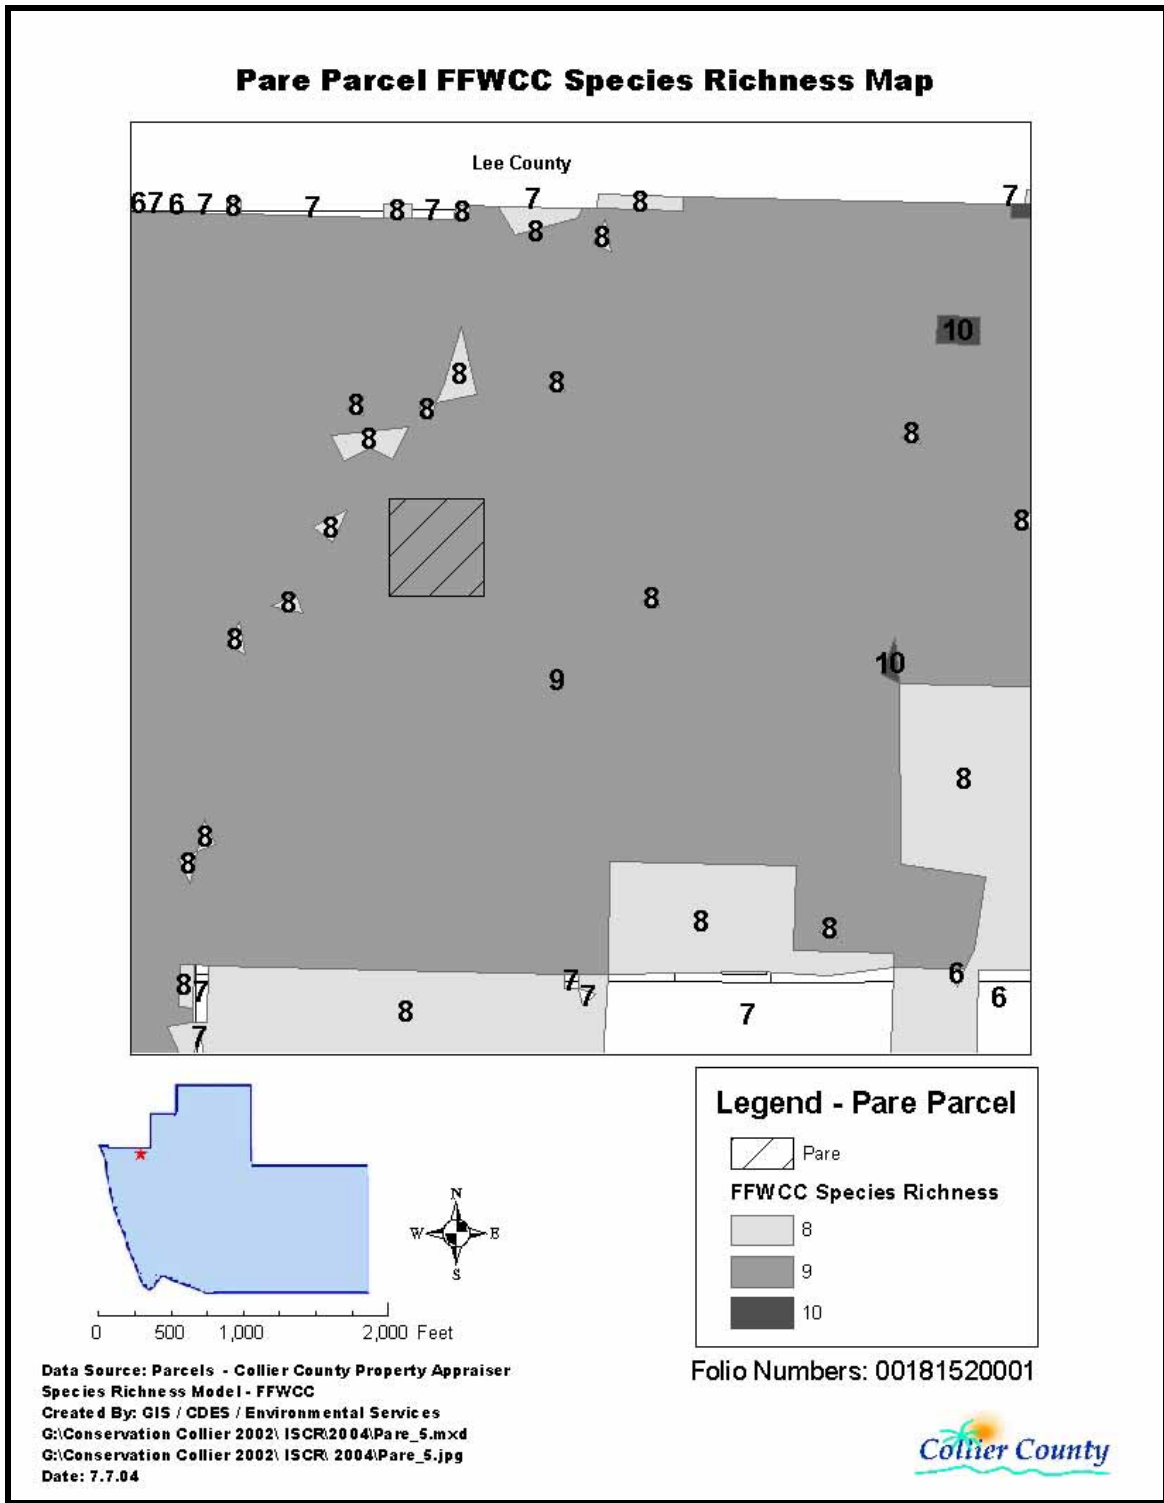 Pare Parcel FFWCC Species Richness Map
Lee County
6 7 6 7 8 7 8 7 8 7 8 7
8 8
10
8 8
8 8 8
8
8
8
8 8
8
10
9
8
8
8
8 8
6
8 7 7 7 6
8 7
7
Legend - Pare Parcel
Pare
FFWCC Species Richness
8
9
10
N
W E
S
0 500 1,000 2,000 Feet
Folio Numbers: 00181520001
Data Source: Parcels - Collier County Property Appraiser
Species Richness Model - FFWCC
Created By: GIS / CDES / Environmental Services
G:\Conservation Collier 2002\ ISCR\2004\Pare_5.mxd
G:\Conservation Collier 2002\ ISCR\ 2004\Pare_5.jpg
Date: 7.7.04
Collier County